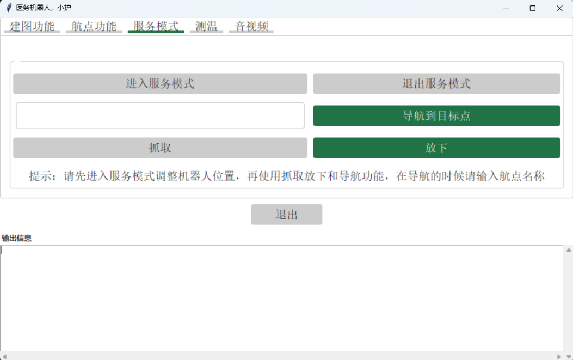 医务机器人：小护
建图功能 航点功能 服务模式 测温 音视频
进入服务模式 退出服务模式
导航到目标点
抓取 放下
提示：请先进入服务模式调整机器人位置，再使用抓取放下和导航功能，在导航的时候请输入航点名称
退出
输出信息